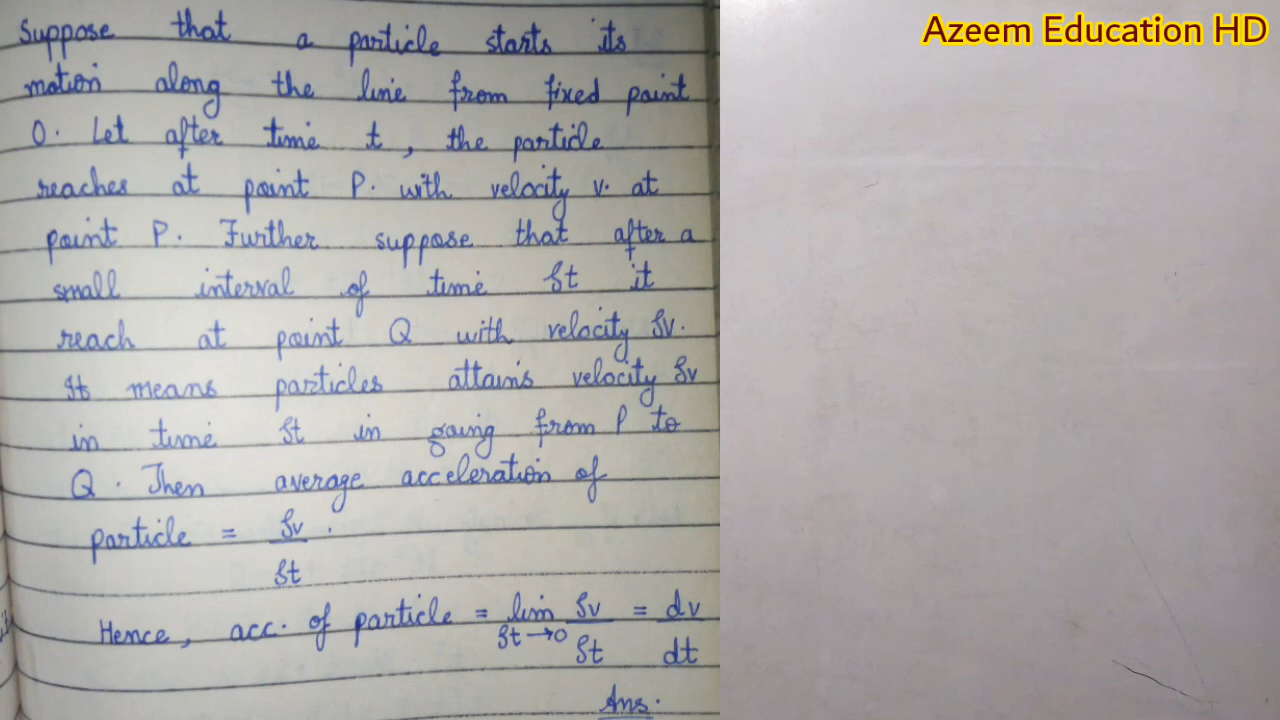 Suppose that a particle starts its
motion along the line from fixed point
O. Let after time t, the particle
reaches at point P. with velocity v. at
point P. Further suppose that after a
small interval of time δt it
reach at point Q with velocity δv.
It means particles attains velocity δv
in time δt in going from P to
Q. Then average acceleration of
particle = δv/δt.
Hence, acc. of particle = lim δt→0 δv/δt = dv/dt
Ans.
Azeem Education HD